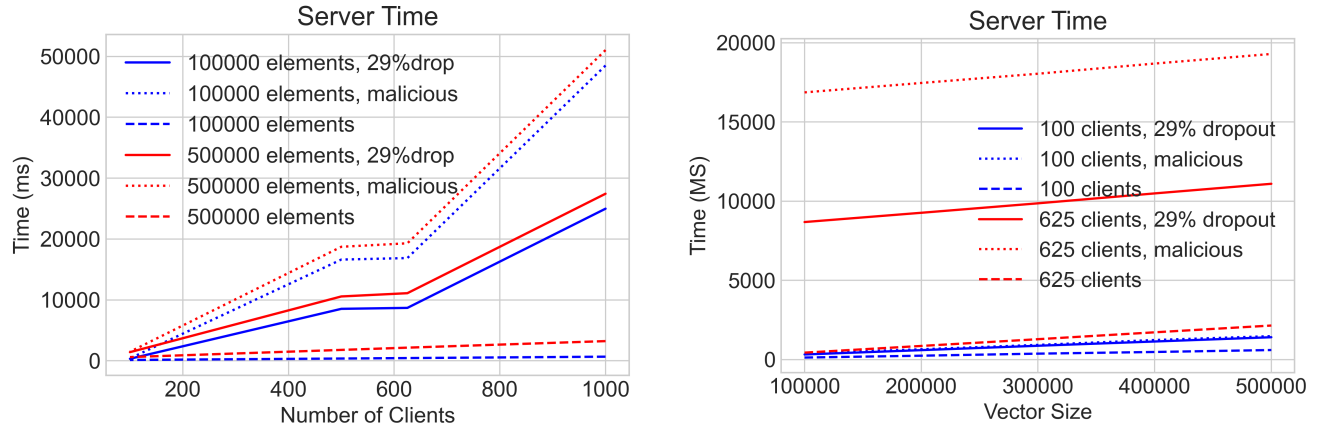 Server Time
50000
40000
30000
20000
10000
0
Time (ms)
100000 elements, 29%drop
100000 elements, malicious
100000 elements
500000 elements, 29%drop
500000 elements, malicious
500000 elements
200 400 600 800 1000
Number of Clients
Server Time
20000
15000
10000
5000
0
Time (MS)
100 clients, 29% dropout
100 clients, malicious
100 clients
625 clients, 29% dropout
625 clients, malicious
625 clients
100000 200000 300000 400000 500000
Vector Size